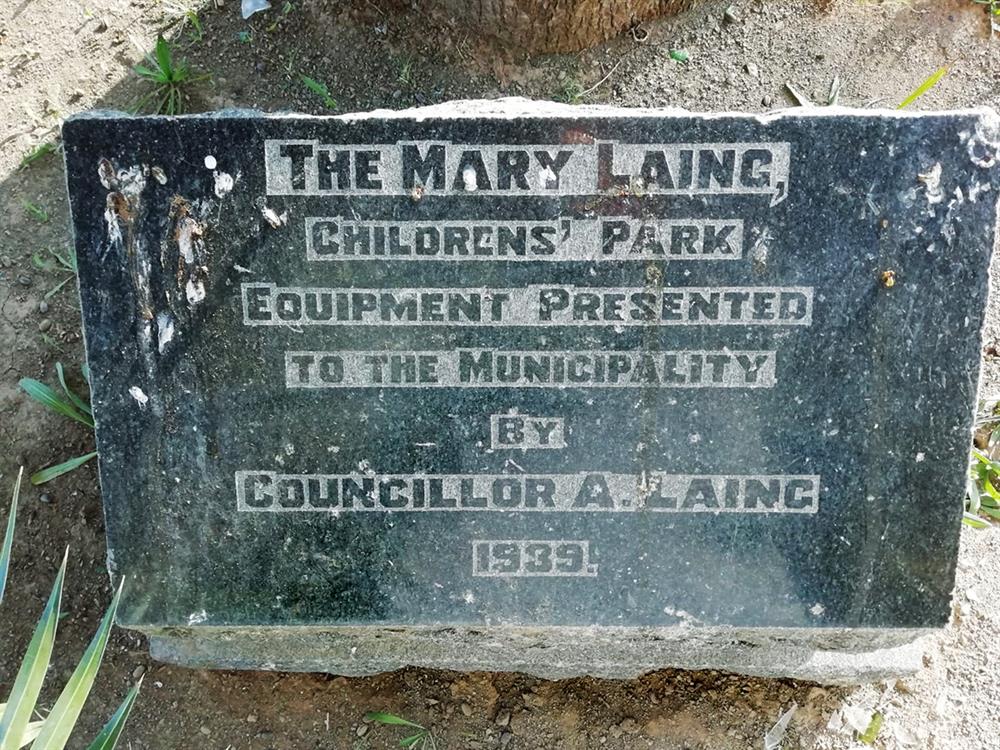 THE MARY LAING,
CHILDRENS' PARK
EQUIPMENT PRESENTED
TO THE MUNICIPALITY
BY
COUNCILLOR A. LAING
1939.